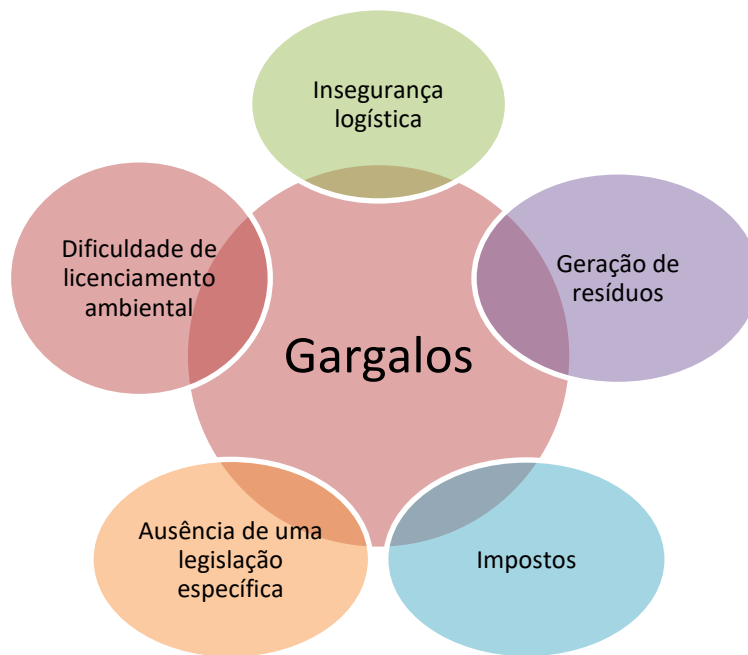 Insegurança
logística
Dificuldade de
licenciamento
ambiental
Geração de
resíduos
Gargalos
Ausência de uma
legislação
específica
Impostos